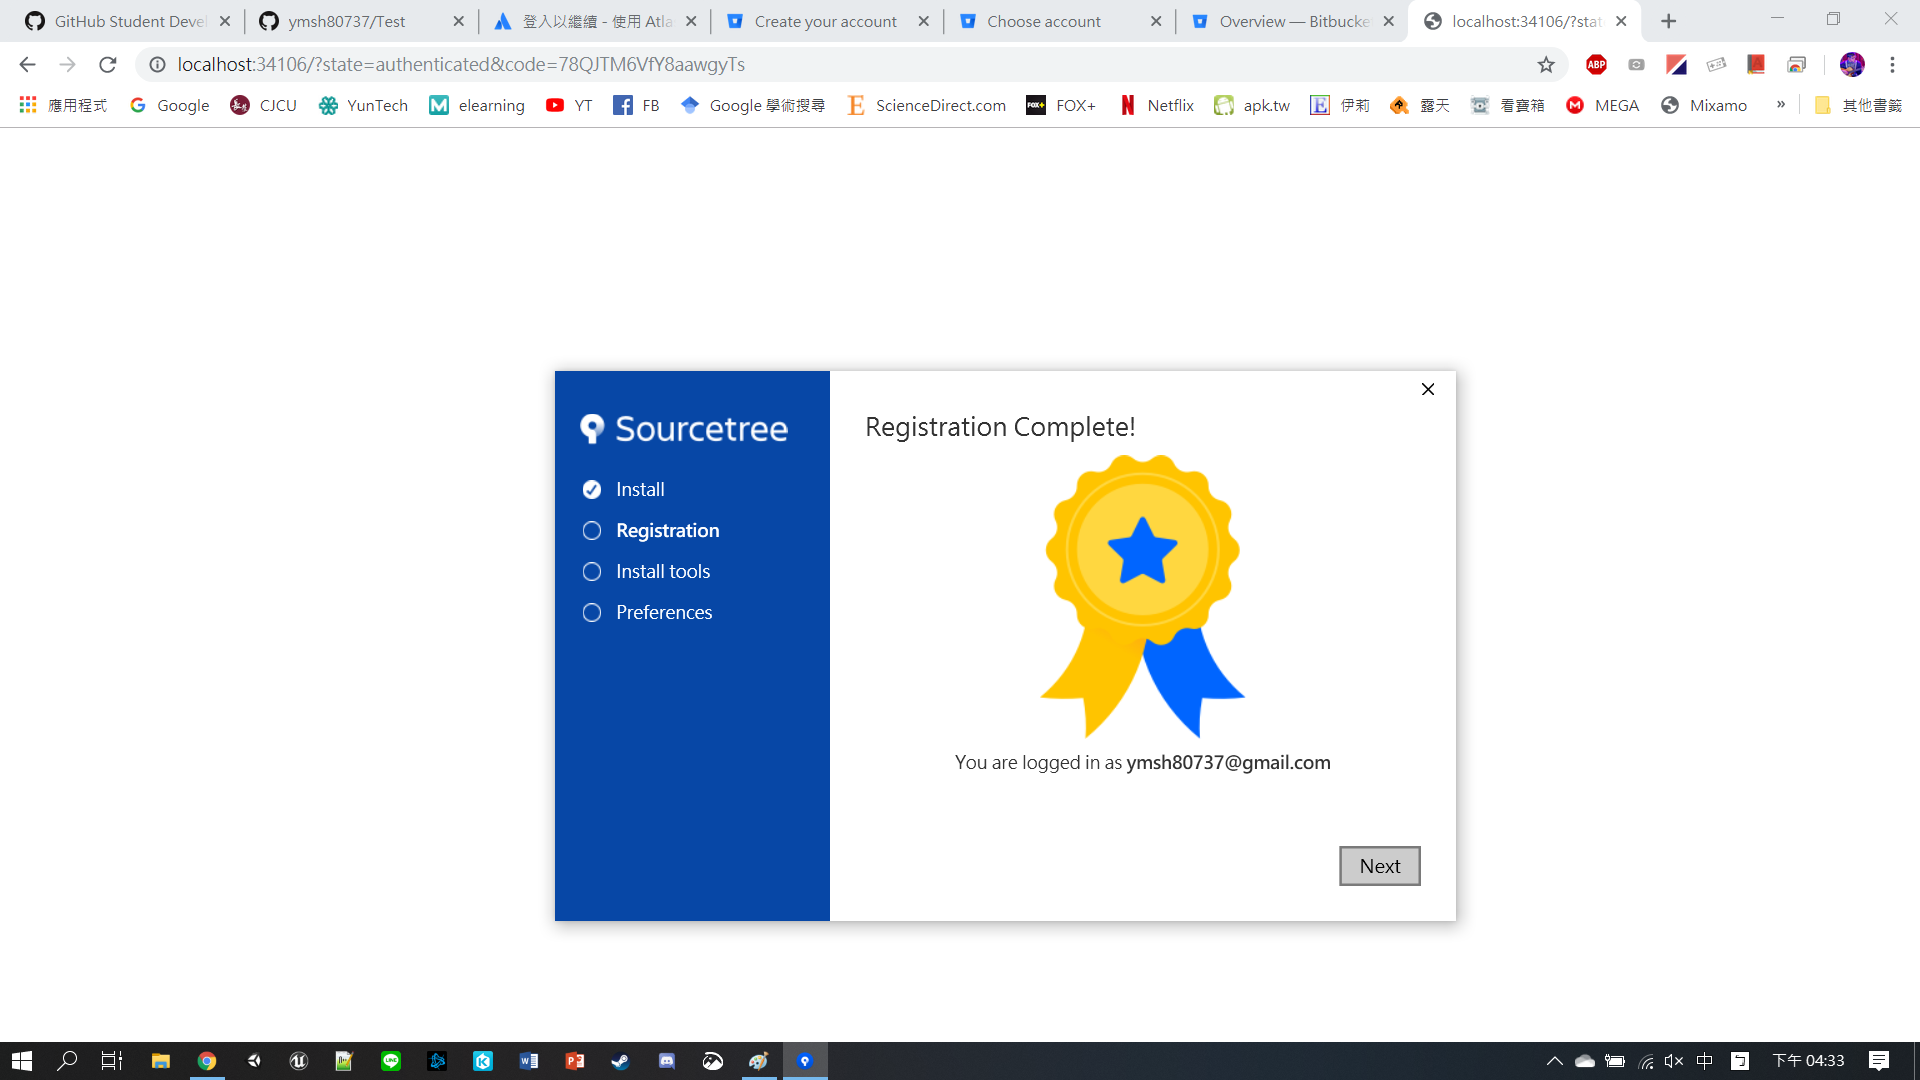 GitHub Student Devel
ymsh80737/Test
登入以繼續 - 使用 Atla
Create your account
Choose account
Overview — Bitbucke
localhost:34106/?stat
localhost:34106/?state=authenticated&code=78QJTM6VfY8aawgyTs
ABP
應用程式
Google
CJCU
YunTech
elearning
YT
FB
Google 學術搜尋
ScienceDirect.com
FOX+
Netflix
apk.tw
伊莉
露天
看寶箱
MEGA
Mixamo
»
其他書籤
Sourcetree
Install
Registration
Install tools
Preferences
Registration Complete!
You are logged in as ymsh80737@gmail.com
Next
中
下午 04:33